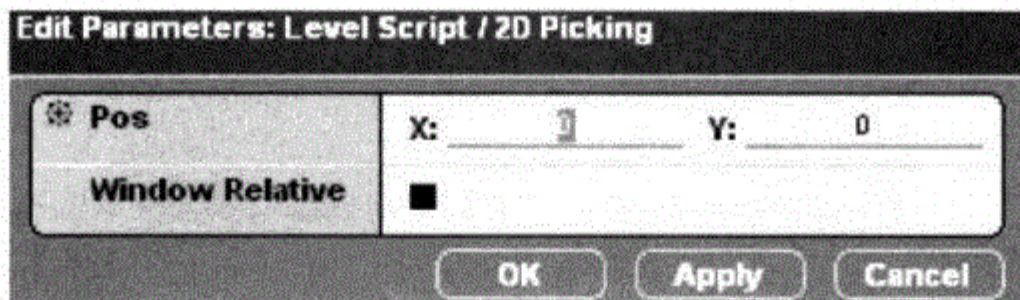 Edit Parameters: Level Script / 2D Picking
Pos X: 0 Y: 0
Window Relative
OK Apply Cancel